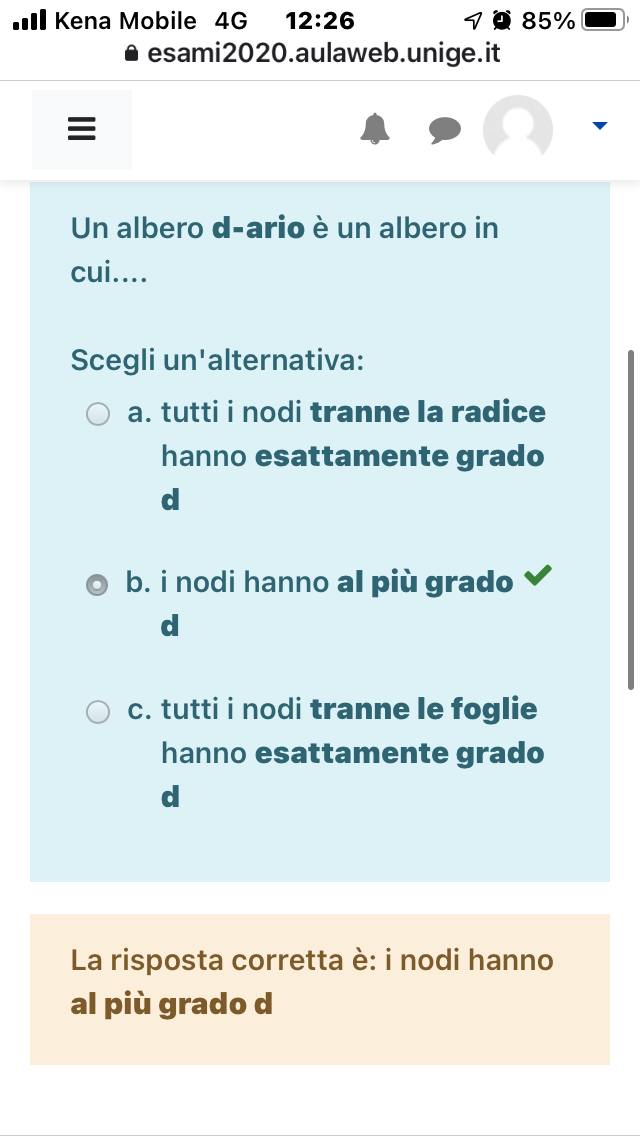 Kena Mobile 4G 12:26 85%
esami2020.aulaweb.unige.it
Un albero d-ario è un albero in
cui....
Scegli un'alternativa:
a. tutti i nodi tranne la radice
hanno esattamente grado
d
b. i nodi hanno al più grado
d
c. tutti i nodi tranne le foglie
hanno esattamente grado
d
La risposta corretta è: i nodi hanno
al più grado d